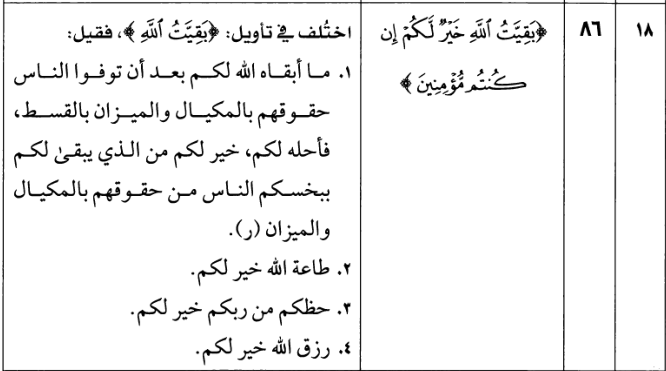 ١٨
٨٦
﴿بَقِيَّتُ ٱللَّهِ خَيْرٌ لَّكُمْ إِن
كُنتُم مُّؤْمِنِينَ ﴾
اختُلف في تأويل: ﴿بَقِيَّتُ ٱللَّهِ ﴾، فقيل:
١. ما أبقاه الله لكم بعد أن توفوا الناس
حقوقهم بالمكيال والميزان بالقسط،
فأحله لكم، خير لكم من الذي يبقىٰ لكم
ببخسكم الناس من حقوقهم بالمكيال
والميزان (ر).
٢. طاعة الله خير لكم.
٣. حظكم من ربكم خير لكم.
٤. رزق الله خير لكم.